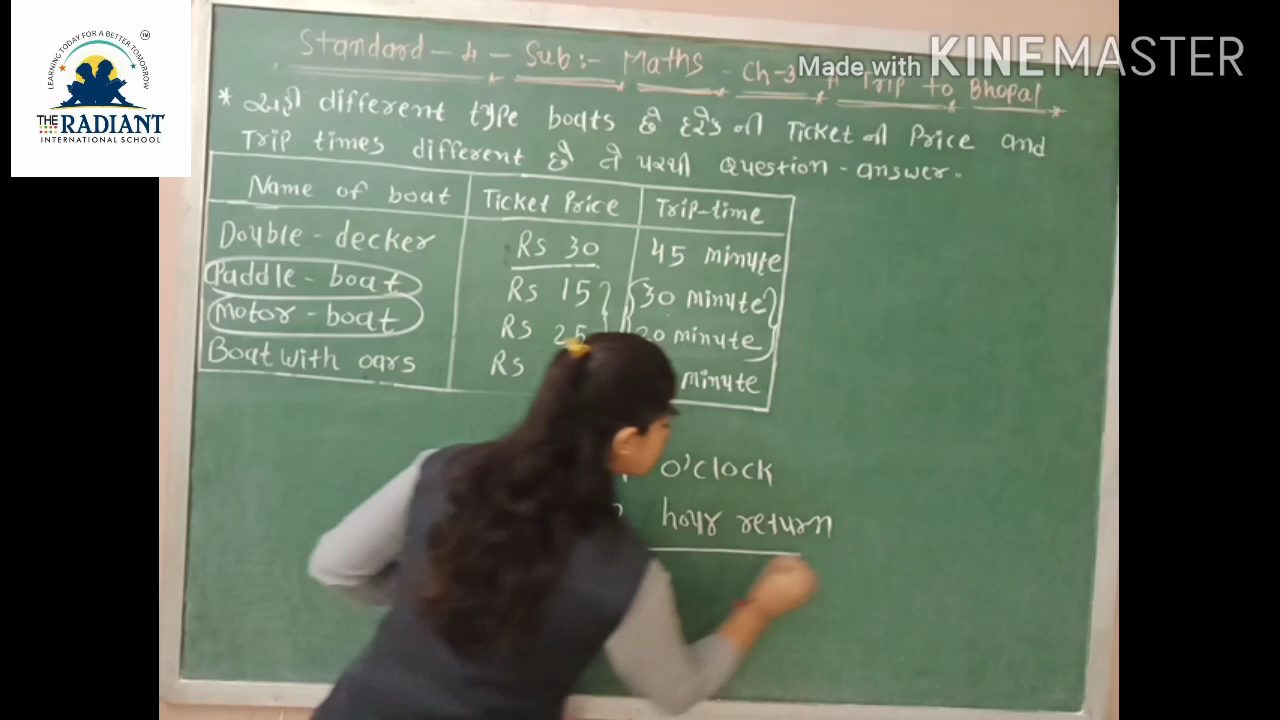 LEARNING TODAY FOR A BETTER TOMORROW
TM
THE RADIANT
INTERNATIONAL SCHOOL
Made with KINEMASTER
Standard - 4 - Sub :- Maths - Ch-3 A Trip to Bhopal
* અહી different type boats છે દરેક ની Ticket ની Price and
Trip times different છે તે પરથી Question - answer.
Name of boat Ticket Price Trip-time
Double - decker Rs 30 45 minute
Paddle - boat Rs 15 30 minute
Motor - boat Rs 25 20 minute
Boat with oars Rs minute
o'clock
hour return